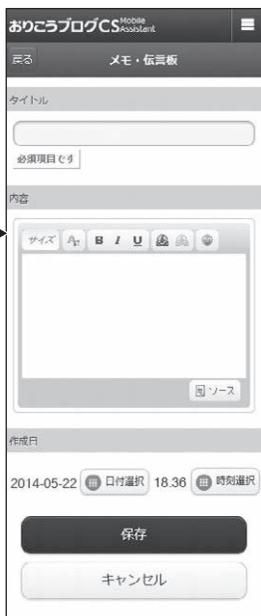 おりこうブログCS Mobile Assistant
戻る メモ・伝言板
タイトル
必須項目です
内容
サイズ B I U
ソース
作成日
2014-05-22 日付選択 18:36 時刻選択
保存
キャンセル